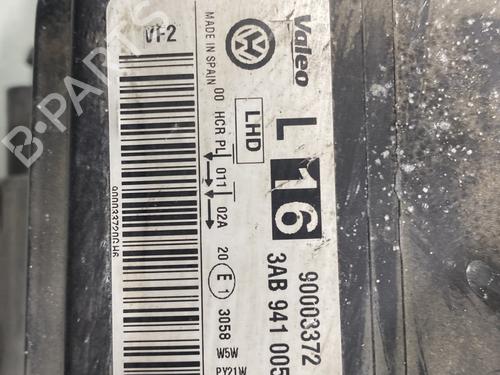 Valeo
L 16
90003372
3AB 941 005
LHD
MADE IN SPAIN
00 HCR PL 011 02A 20 E1 3058
W5W
PY21W
VI-2
B-PARTS